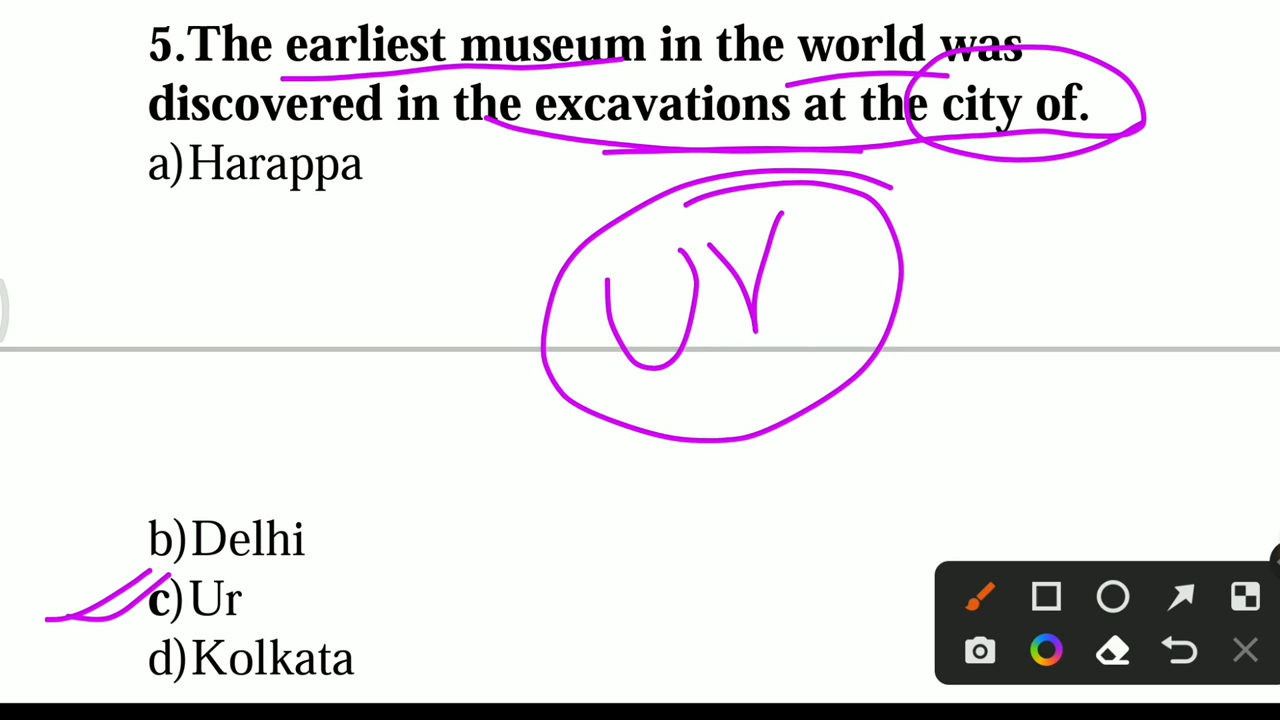 5.The earliest museum in the world was
discovered in the excavations at the city of.
a)Harappa
Ur
b)Delhi
c)Ur
d)Kolkata